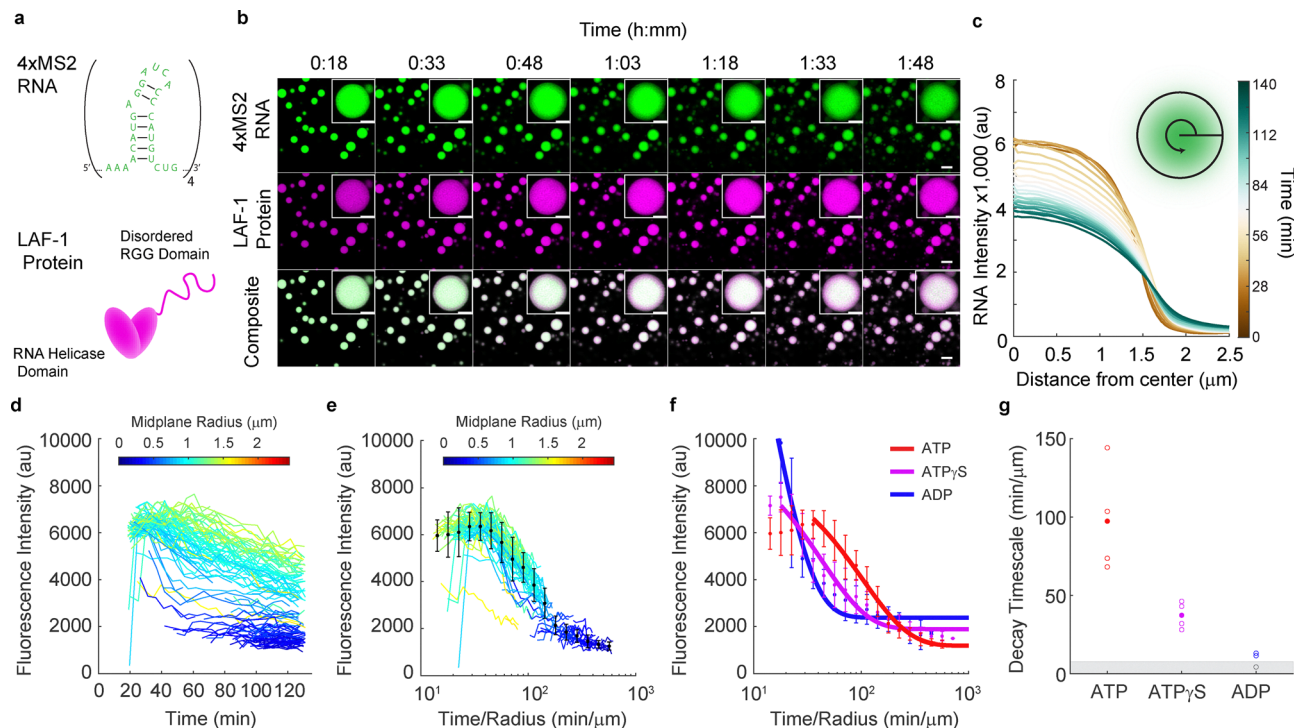 a
4xMS2
RNA
A U C A
G C
G C
A A
G U
U G
A U
C A
5' ... A A A A C U G ... 3'
4
LAF-1
Protein
Disordered
RGG Domain
RNA Helicase
Domain
b
Time (h:mm)
0:18 0:33 0:48 1:03 1:18 1:33 1:48
4xMS2
RNA
LAF-1
Protein
Composite
c
RNA Intensity x1,000 (au)
8
6
4
2
0
0 0.5 1 1.5 2 2.5
Distance from center (μm)
140
112
84
56
28
0
Time (min)
d
Midplane Radius (μm)
0 0.5 1 1.5 2
Fluorescence Intensity (au)
10000
8000
6000
4000
2000
0
0 20 40 60 80 100 120
Time (min)
e
Midplane Radius (μm)
0 0.5 1 1.5 2
Fluorescence Intensity (au)
10000
8000
6000
4000
2000
0
10¹ 10² 10³
Time/Radius (min/μm)
f
ATP
ATPγS
ADP
Fluorescence Intensity (au)
10000
8000
6000
4000
2000
0
10¹ 10² 10³
Time/Radius (min/μm)
g
Decay Timescale (min/μm)
150
100
50
0
ATP ATPγS ADP